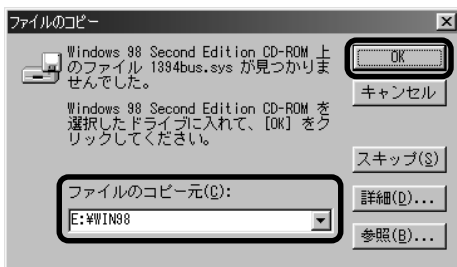 ファイルのコピー
Windows 98 Second Edition CD-ROM 上
のファイル 1394bus.sys が見つかりま
せんでした。
Windows 98 Second Edition CD-ROM を
選択したドライブに入れて、[OK] をク
リックしてください。
ファイルのコピー元(C):
E:¥WIN98
OK
キャンセル
スキップ(S)
詳細(D)...
参照(B)...